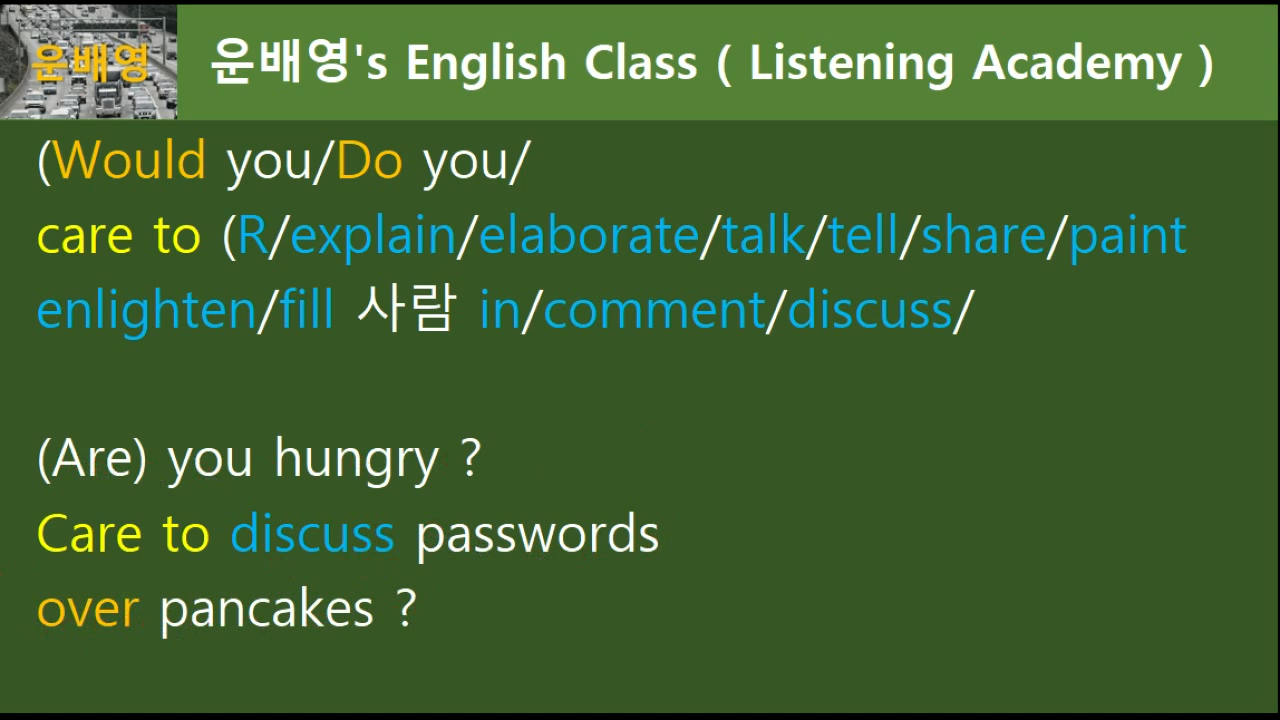 운배영
운배영's English Class ( Listening Academy )
(Would you/Do you/
care to (R/explain/elaborate/talk/tell/share/paint
enlighten/fill 사람 in/comment/discuss/
(Are) you hungry ?
Care to discuss passwords
over pancakes ?